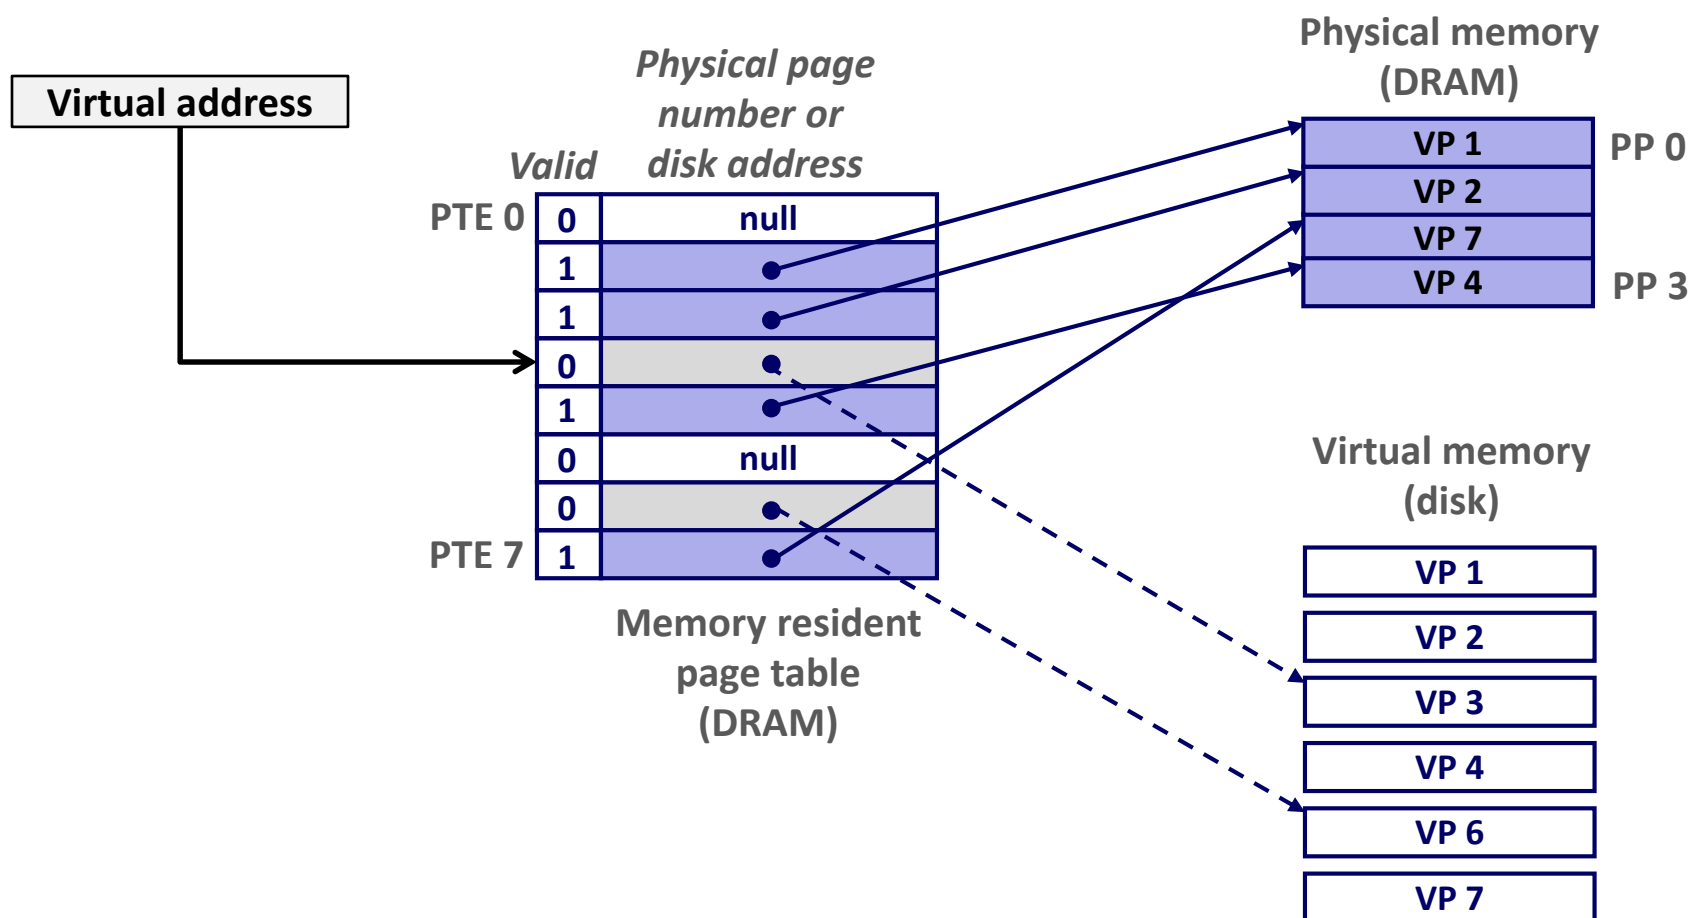 Virtual address
Physical page
number or
disk address
Valid
PTE 0
0
null
1
1
0
1
0
null
0
PTE 7
1
Memory resident
page table
(DRAM)
Physical memory
(DRAM)
VP 1
PP 0
VP 2
VP 7
VP 4
PP 3
Virtual memory
(disk)
VP 1
VP 2
VP 3
VP 4
VP 6
VP 7